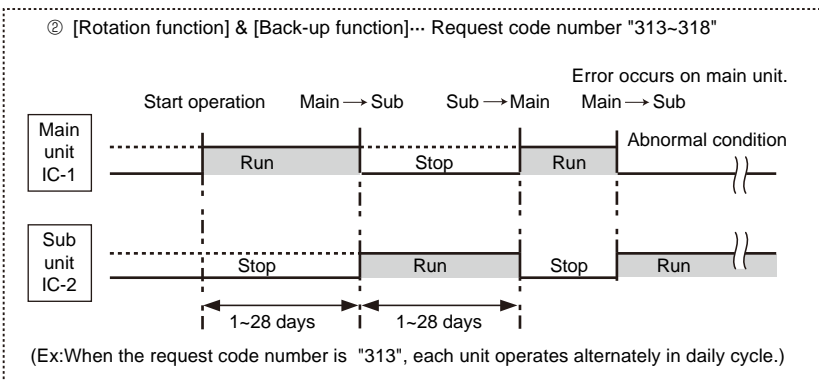 ② [Rotation function] & [Back-up function]··· Request code number "313~318"
Error occurs on main unit.
Start operation Main → Sub Sub → Main Main → Sub
Main
unit
IC-1
Abnormal condition
Run Stop Run
Sub
unit
IC-2
Stop Run Stop Run
1~28 days 1~28 days
(Ex:When the request code number is "313", each unit operates alternately in daily cycle.)